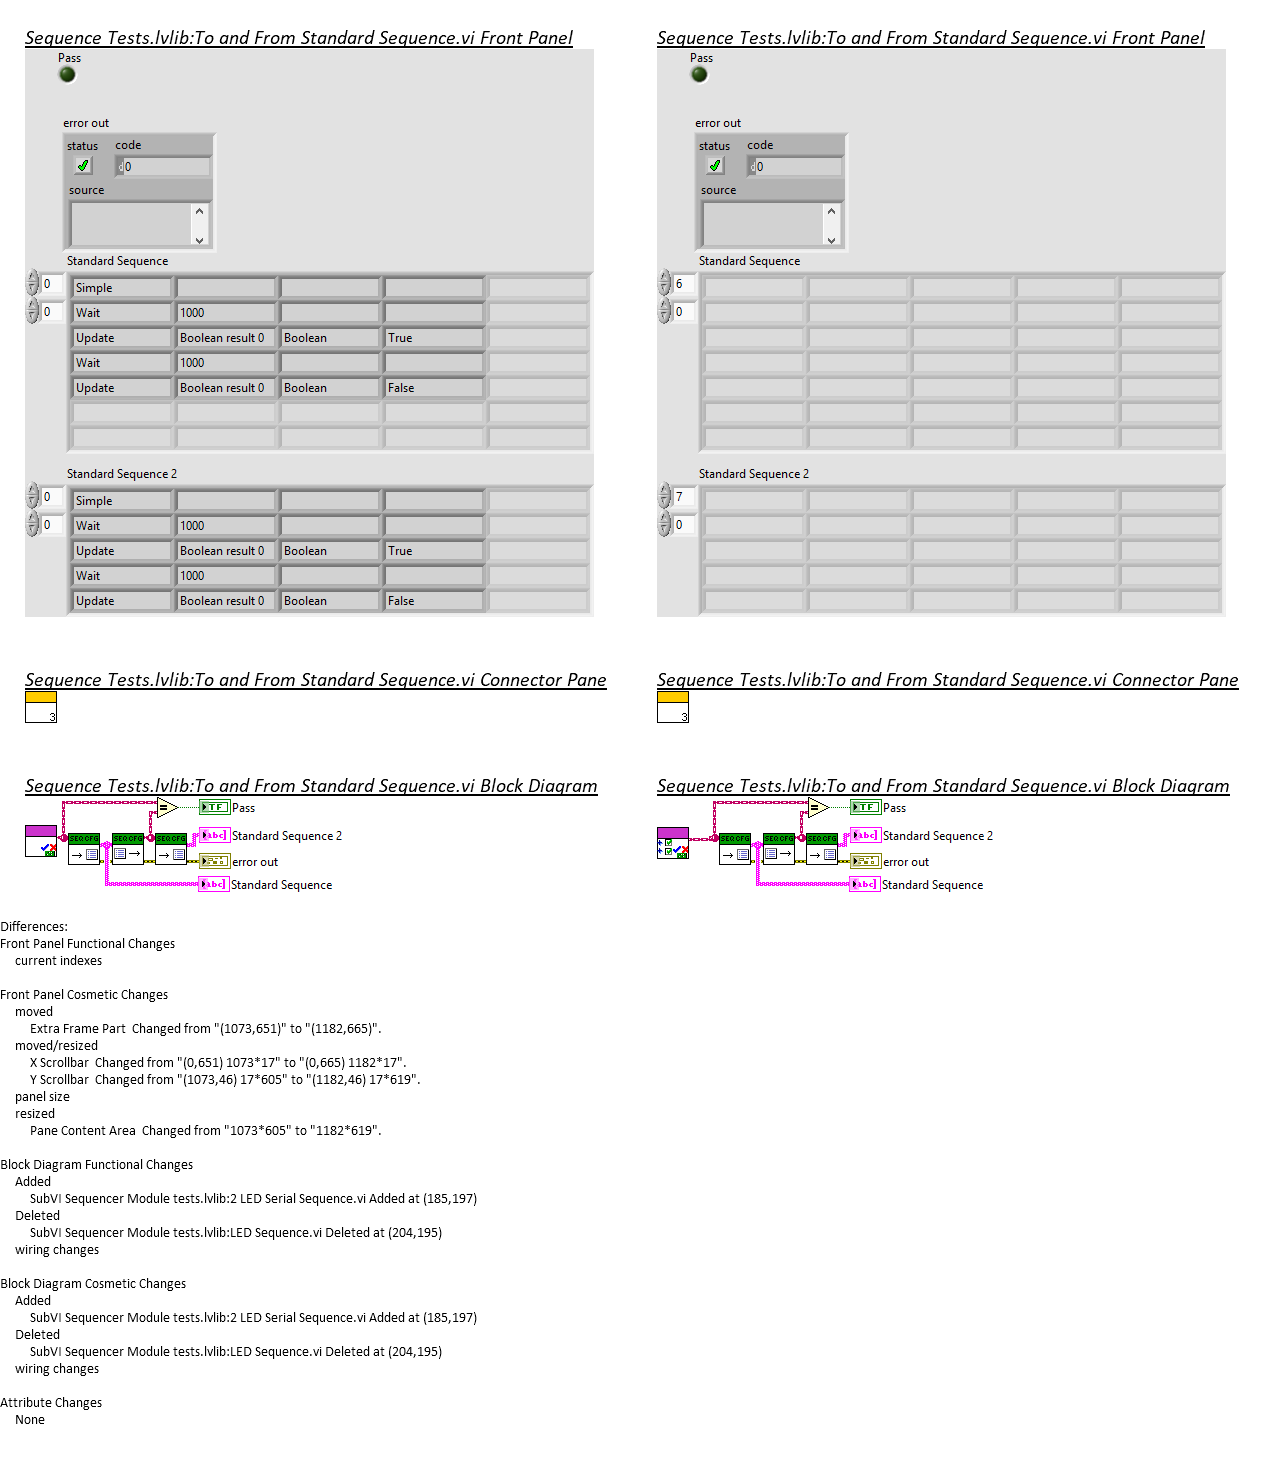 Sequence Tests.lvlib:To and From Standard Sequence.vi Front Panel
Pass
error out
status code
0
source
Standard Sequence
0 Simple
0 Wait 1000
Update Boolean result 0 Boolean True
Wait 1000
Update Boolean result 0 Boolean False
Standard Sequence 2
0 Simple
0 Wait 1000
Update Boolean result 0 Boolean True
Wait 1000
Update Boolean result 0 Boolean False
Sequence Tests.lvlib:To and From Standard Sequence.vi Front Panel
Pass
error out
status code
0
source
Standard Sequence
6
0
Standard Sequence 2
7
0
Sequence Tests.lvlib:To and From Standard Sequence.vi Connector Pane
3
Sequence Tests.lvlib:To and From Standard Sequence.vi Connector Pane
3
Sequence Tests.lvlib:To and From Standard Sequence.vi Block Diagram
= TF Pass
SEQ CFG SEQ CFG SEQ CFG abc Standard Sequence 2
error out
abc Standard Sequence
Sequence Tests.lvlib:To and From Standard Sequence.vi Block Diagram
= TF Pass
SEQ CFG SEQ CFG SEQ CFG abc Standard Sequence 2
error out
abc Standard Sequence
Differences:
Front Panel Functional Changes
current indexes
Front Panel Cosmetic Changes
moved
Extra Frame Part Changed from "(1073,651)" to "(1182,665)".
moved/resized
X Scrollbar Changed from "(0,651) 1073*17" to "(0,665) 1182*17".
Y Scrollbar Changed from "(1073,46) 17*605" to "(1182,46) 17*619".
panel size
resized
Pane Content Area Changed from "1073*605" to "1182*619".
Block Diagram Functional Changes
Added
SubVI Sequencer Module tests.lvlib:2 LED Serial Sequence.vi Added at (185,197)
Deleted
SubVI Sequencer Module tests.lvlib:LED Sequence.vi Deleted at (204,195)
wiring changes
Block Diagram Cosmetic Changes
Added
SubVI Sequencer Module tests.lvlib:2 LED Serial Sequence.vi Added at (185,197)
Deleted
SubVI Sequencer Module tests.lvlib:LED Sequence.vi Deleted at (204,195)
wiring changes
Attribute Changes
None